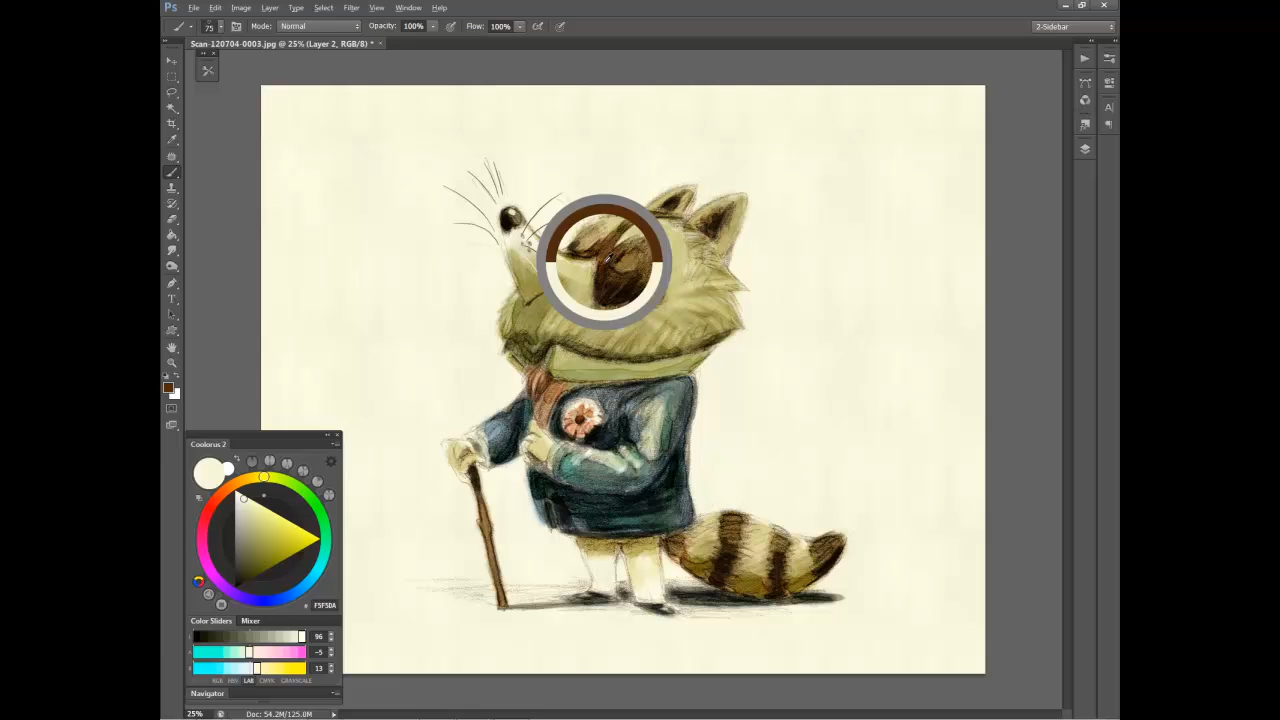 Ps File Edit Image Layer Type Select Filter View Window Help
75 Mode: Normal Opacity: 100% Flow: 100% 2-Sidebar
Scan-120704-0003.jpg @ 25% (Layer 2, RGB/8) * ×
Coolorus 2
# F5F5DA
Color Sliders Mixer
L 96
A -5
B 13
RGB HBS LAB CMYK GRAYSCALE
Navigator
25% Doc: 54.2M/125.0M